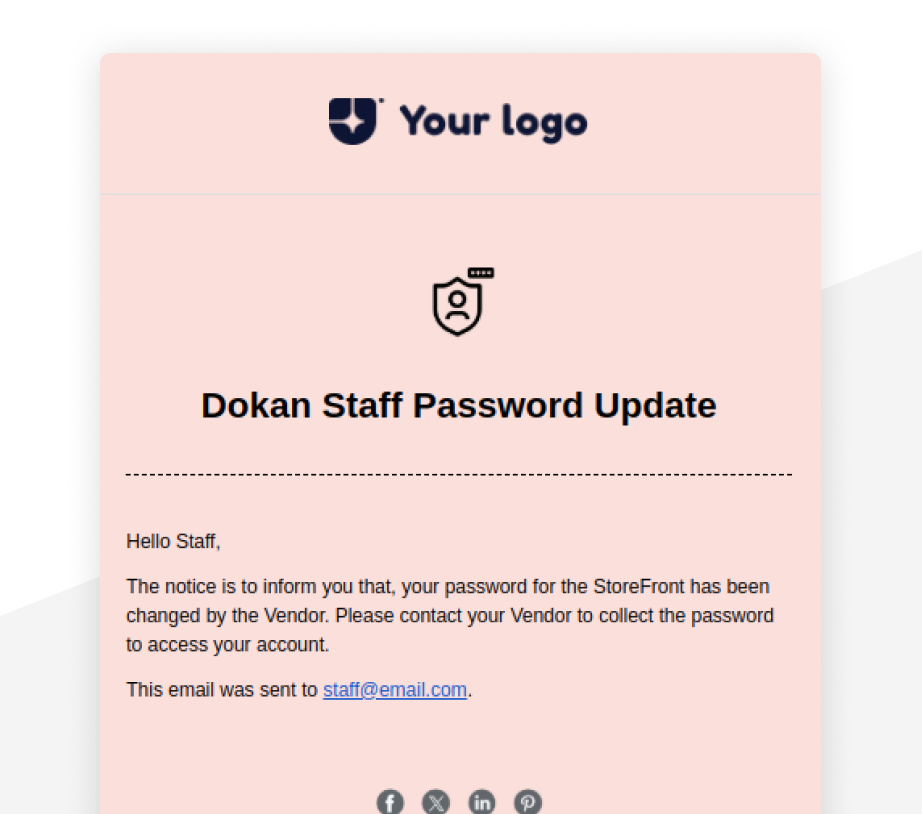 Your logo
Dokan Staff Password Update
Hello Staff,
The notice is to inform you that, your password for the StoreFront has been
changed by the Vendor. Please contact your Vendor to collect the password
to access your account.
This email was sent to staff@email.com.